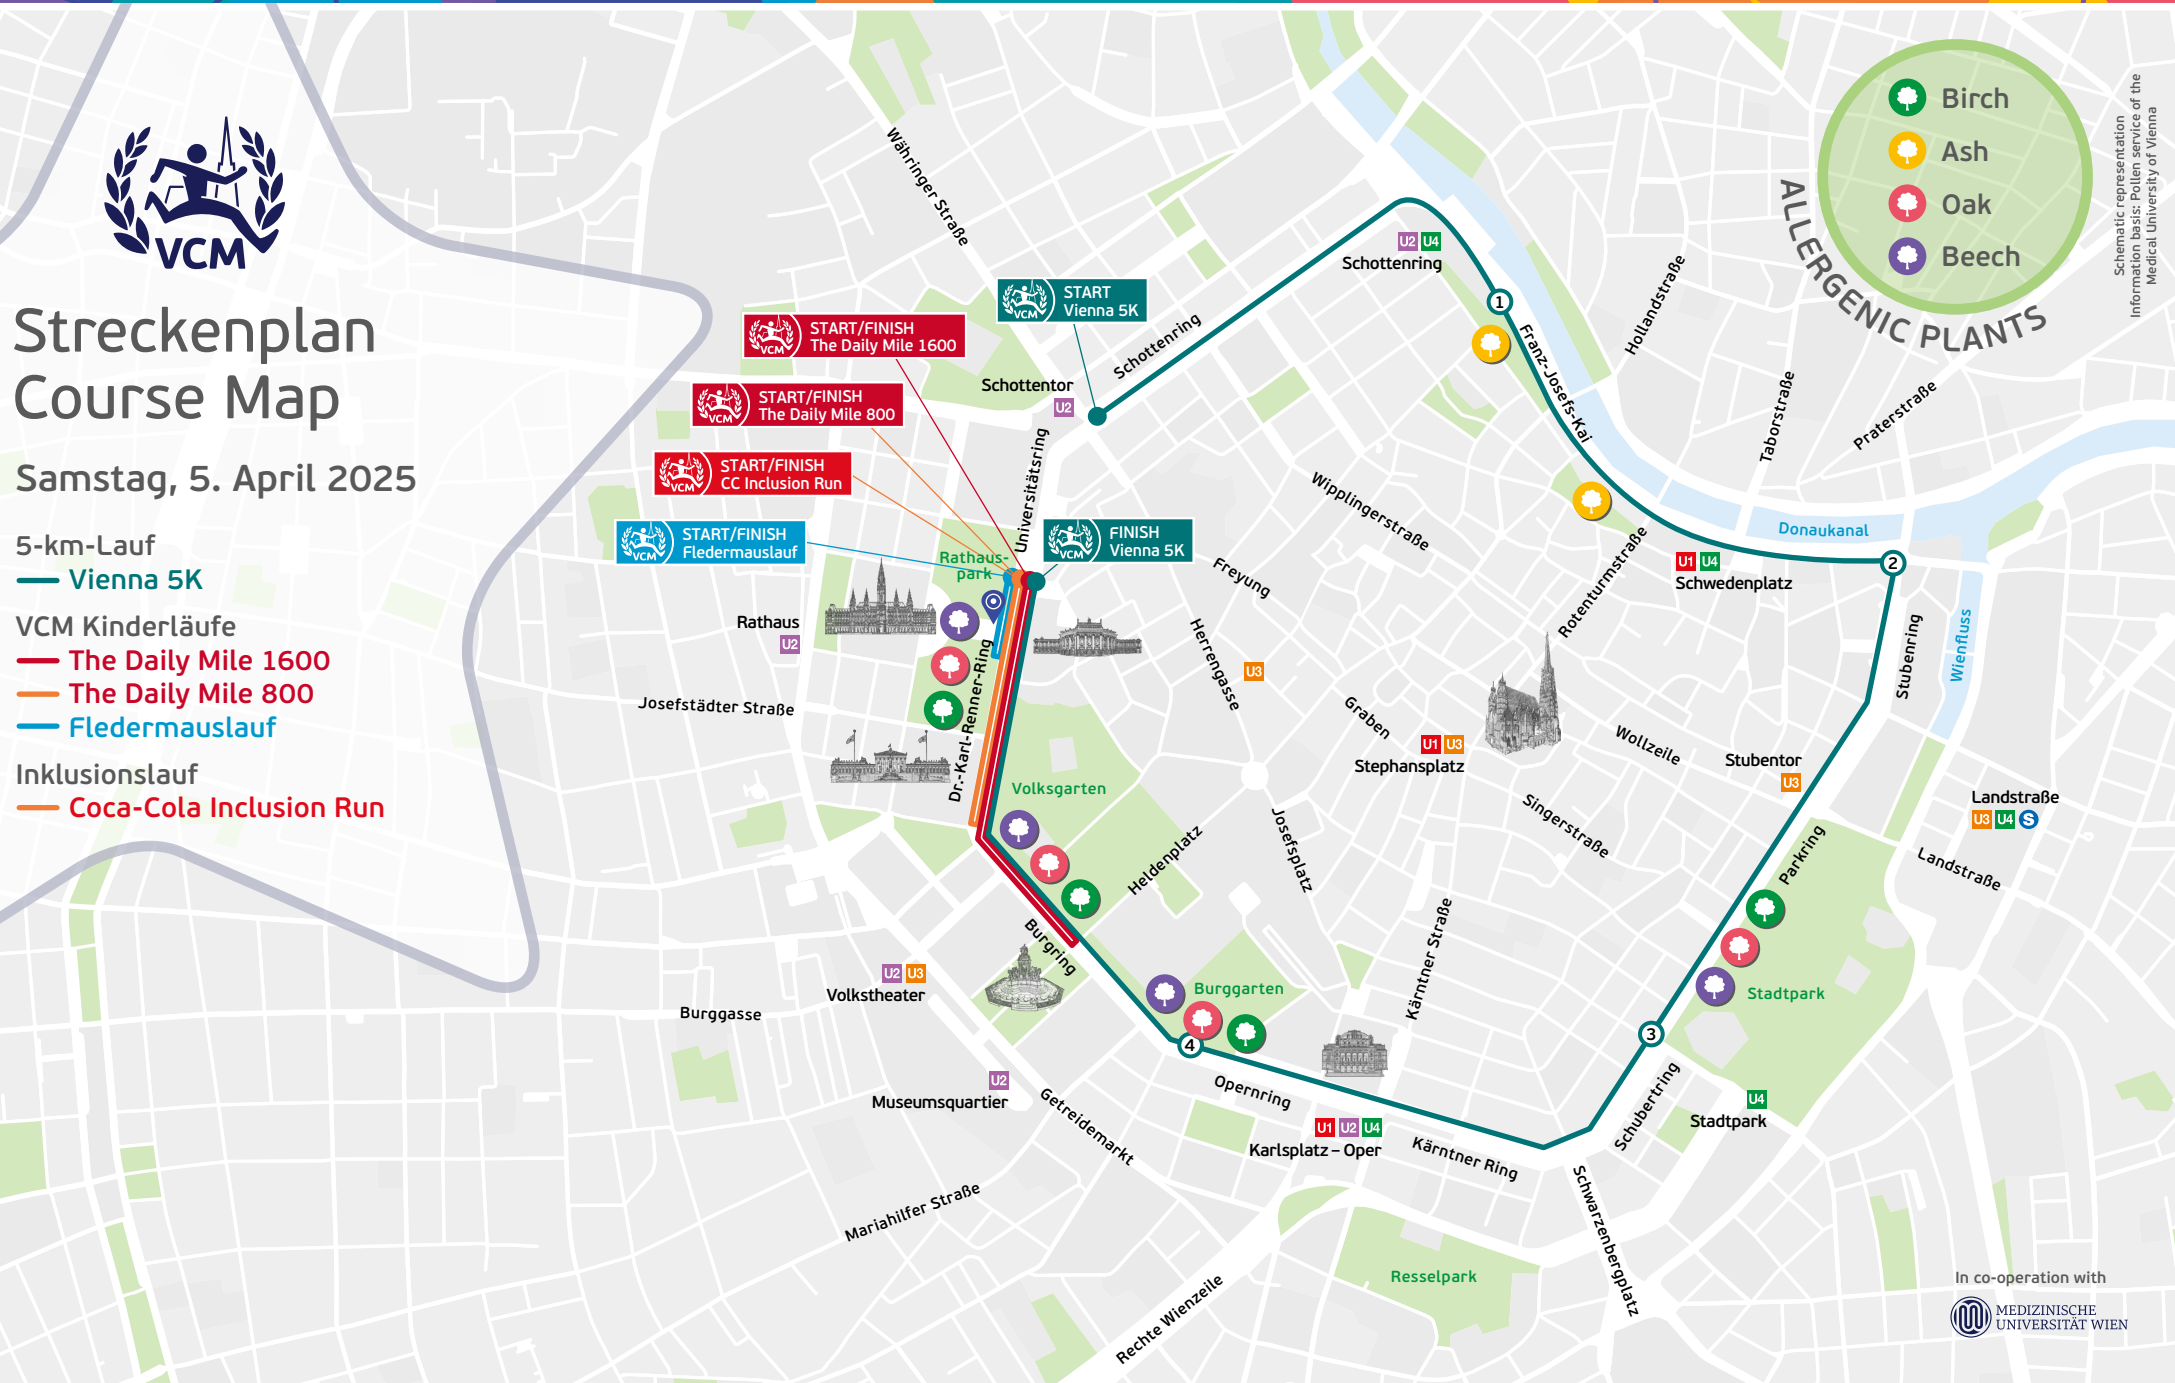 VCM
Streckenplan
Course Map
Samstag, 5. April 2025
5-km-Lauf
Vienna 5K
VCM Kinderläufe
The Daily Mile 1600
The Daily Mile 800
Fledermauslauf
Inklusionslauf
Coca-Cola Inclusion Run
Birch
Ash
Oak
Beech
ALLERGENIC PLANTS
Schematic representation
Information basis: Pollen service of the
Medical University of Vienna
Währinger Straße
VCM
START
Vienna 5K
VCM
START/FINISH
The Daily Mile 1600
VCM
START/FINISH
The Daily Mile 800
VCM
START/FINISH
CC Inclusion Run
VCM
START/FINISH
Fledermauslauf
VCM
FINISH
Vienna 5K
Schottentor
U2
Schottenring
U2 U4
Schottenring
1
Franz-Josefs-Kai
Hollandstraße
Taborstraße
Praterstraße
Donaukanal
2
Universitätsring
Rathaus-
park
Rathaus
U2
Josefstädter Straße
Dr.-Karl-Renner-Ring
Wipplingerstraße
Freyung
Herrengasse
U3
Rotenturmstraße
U1 U4
Schwedenplatz
Stubenring
Wienfluss
Graben
U1 U3
Stephansplatz
Wollzeile
Stubentor
U3
Landstraße
U3 U4 S
Landstraße
Volksgarten
Heldenplatz
Josefsplatz
Singerstraße
Parkring
Burgring
U2 U3
Volkstheater
Burggasse
Burggarten
Kärntner Straße
Stadtpark
3
4
U2
Museumsquartier
Getreidemarkt
Opernring
U1 U2 U4
Karlsplatz – Oper
Kärntner Ring
Schubertring
U4
Stadtpark
Mariahilfer Straße
Schwarzenbergplatz
Resselpark
Rechte Wienzeile
In co-operation with
MEDIZINISCHE
UNIVERSITÄT WIEN